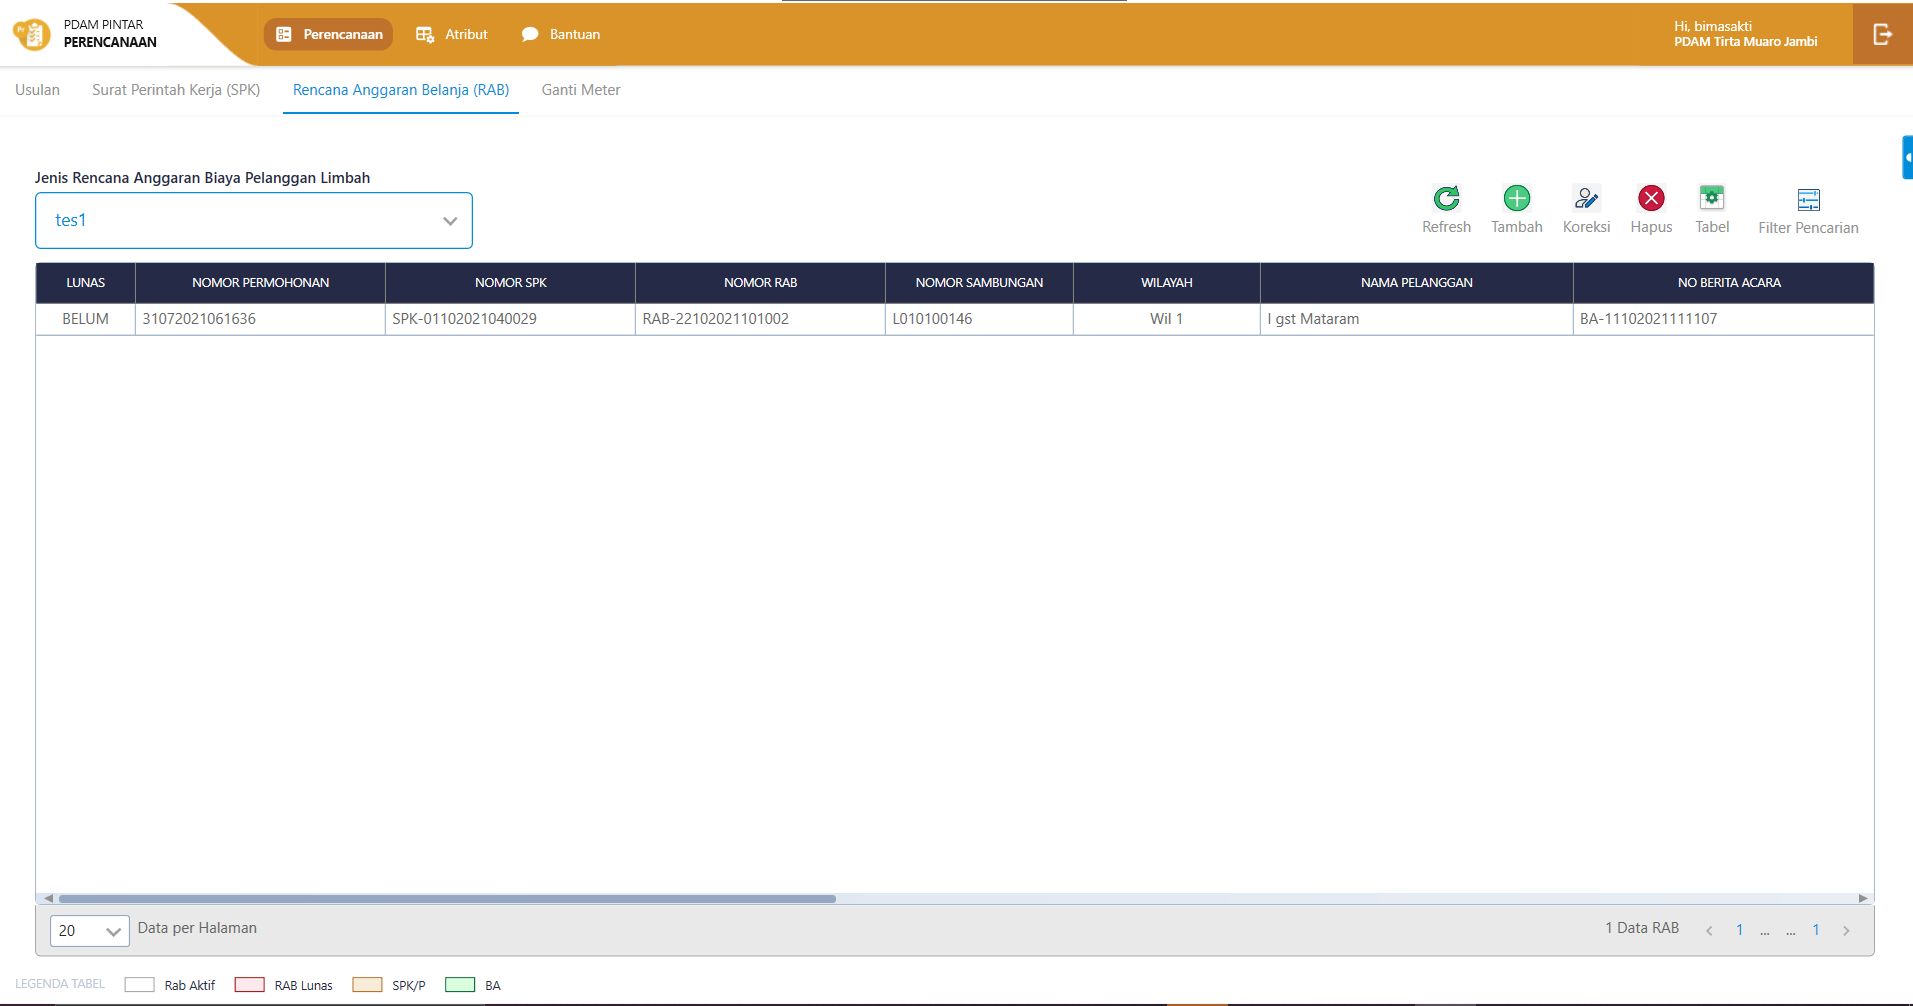 PDAM PINTAR
PERENCANAAN
Perencanaan
Atribut
Bantuan
Hi, bimasakti
PDAM Tirta Muaro Jambi
Usulan
Surat Perintah Kerja (SPK)
Rencana Anggaran Belanja (RAB)
Ganti Meter
Jenis Rencana Anggaran Biaya Pelanggan Limbah
tes1
Refresh
Tambah
Koreksi
Hapus
Tabel
Filter Pencarian
LUNAS NOMOR PERMOHONAN NOMOR SPK NOMOR RAB NOMOR SAMBUNGAN WILAYAH NAMA PELANGGAN NO BERITA ACARA
BELUM 31072021061636 SPK-01102021040029 RAB-22102021101002 L010100146 Wil 1 I gst Mataram BA-11102021111107
20 Data per Halaman
1 Data RAB < 1 ... ... 1 >
LEGENDA TABEL Rab Aktif RAB Lunas SPK/P BA